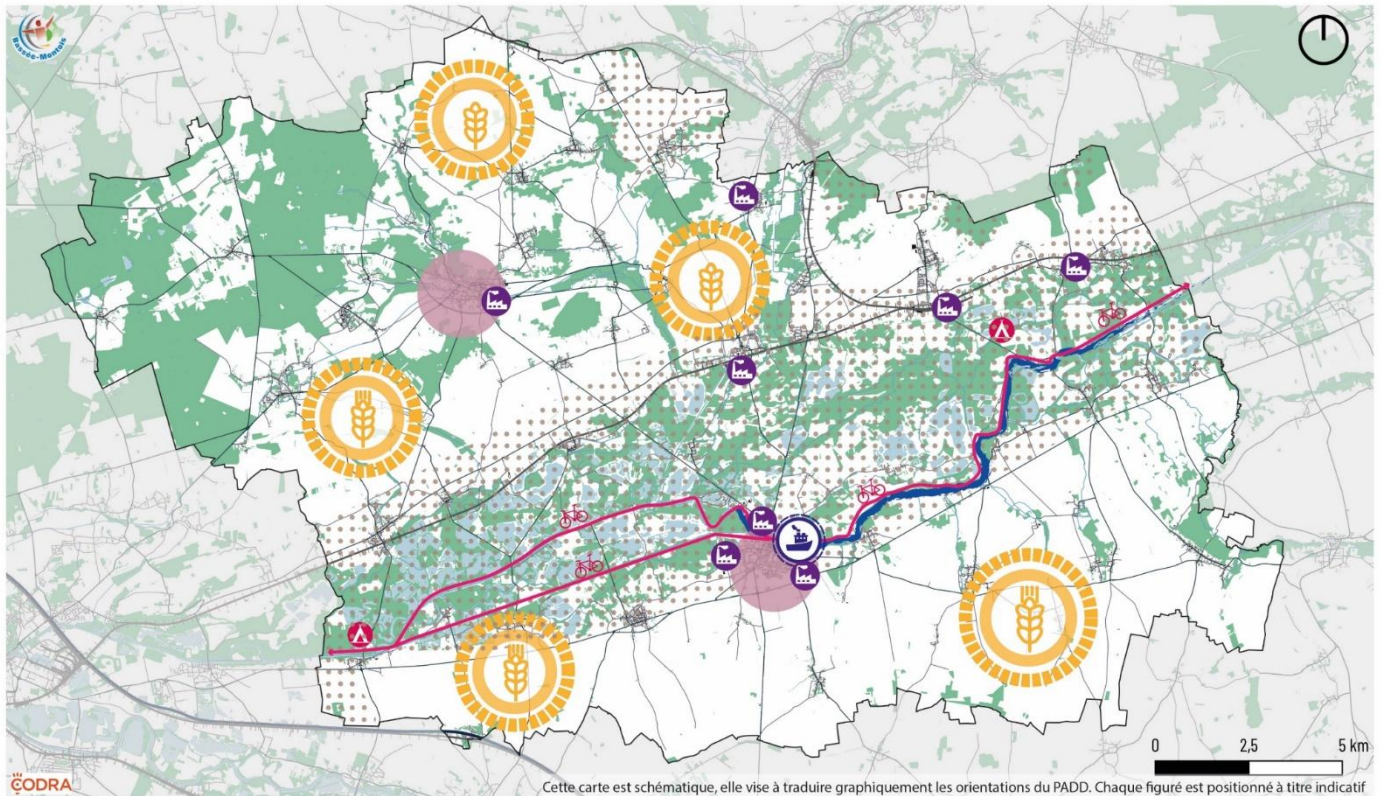 Bassée-Montois
0 2,5 5 km
CODRA
Cette carte est schématique, elle vise à traduire graphiquement les orientations du PADD. Chaque figuré est positionné à titre indicatif